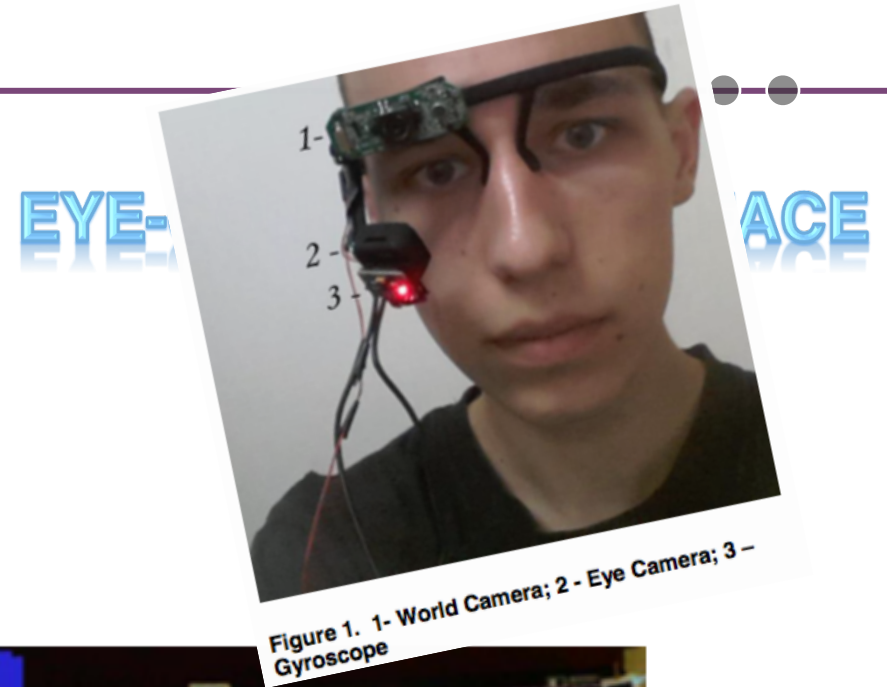 EYE-
ACE
1-
2 -
3 -
Figure 1. 1- World Camera; 2 - Eye Camera; 3 –
Gyroscope